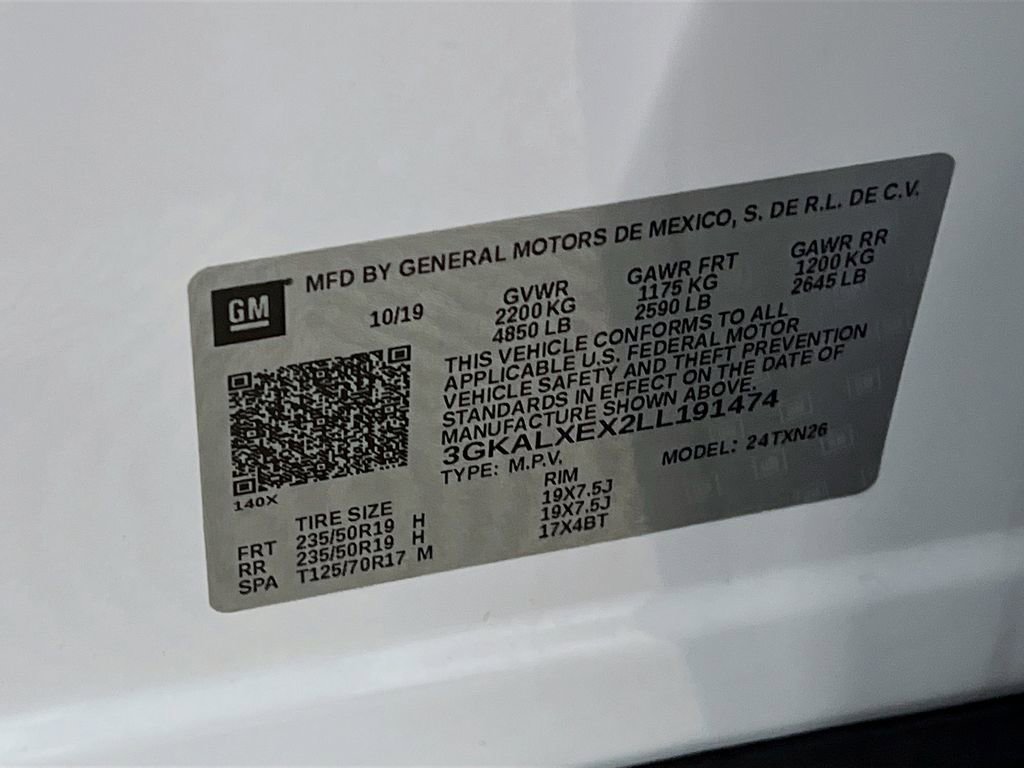 MFD BY GENERAL MOTORS DE MEXICO, S. DE R.L. DE C.V.
GM
10/19
GVWR
2200 KG
4850 LB
GAWR FRT
1175 KG
2590 LB
GAWR RR
1200 KG
2645 LB
THIS VEHICLE CONFORMS TO ALL
APPLICABLE U.S. FEDERAL MOTOR
VEHICLE SAFETY AND THEFT PREVENTION
STANDARDS IN EFFECT ON THE DATE OF
MANUFACTURE SHOWN ABOVE.
3GKALXEX2LL191474
TYPE: M.P.V. MODEL: 24TXN26
140X
TIRE SIZE RIM
FRT 235/50R19 H 19X7.5J
RR 235/50R19 H 19X7.5J
SPA T125/70R17 M 17X4BT